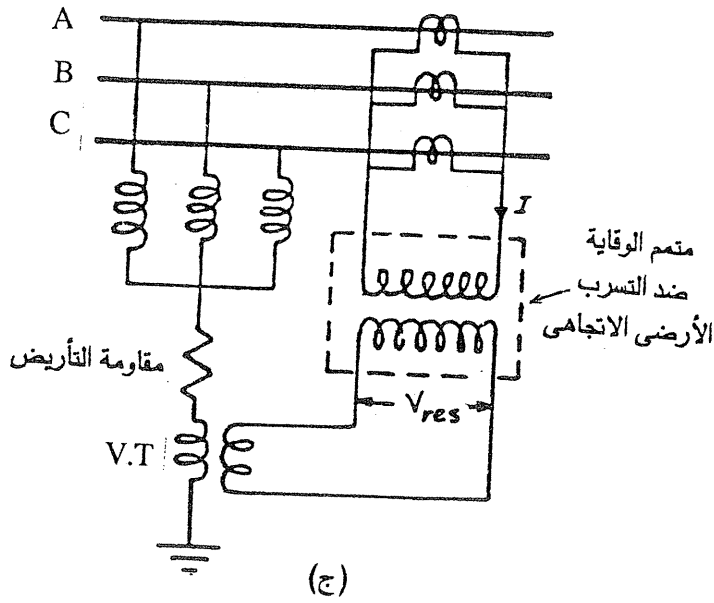 A
B
C
I
متمم الوقاية
ضد التسرب
الأرضى الاتجاهى
مقاومة التأريض
Vres
V.T
(ج)